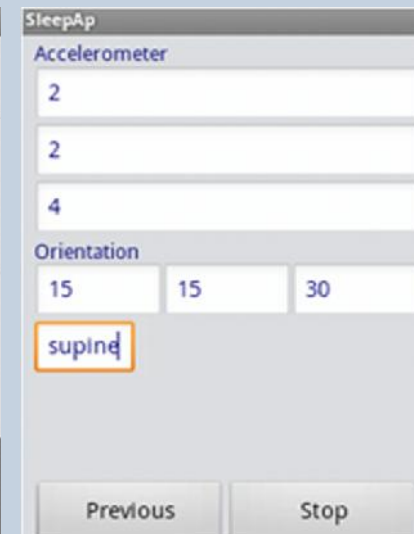 SleepAp
Accelerometer
2
2
4
Orientation
15 15 30
supine
Previous Stop